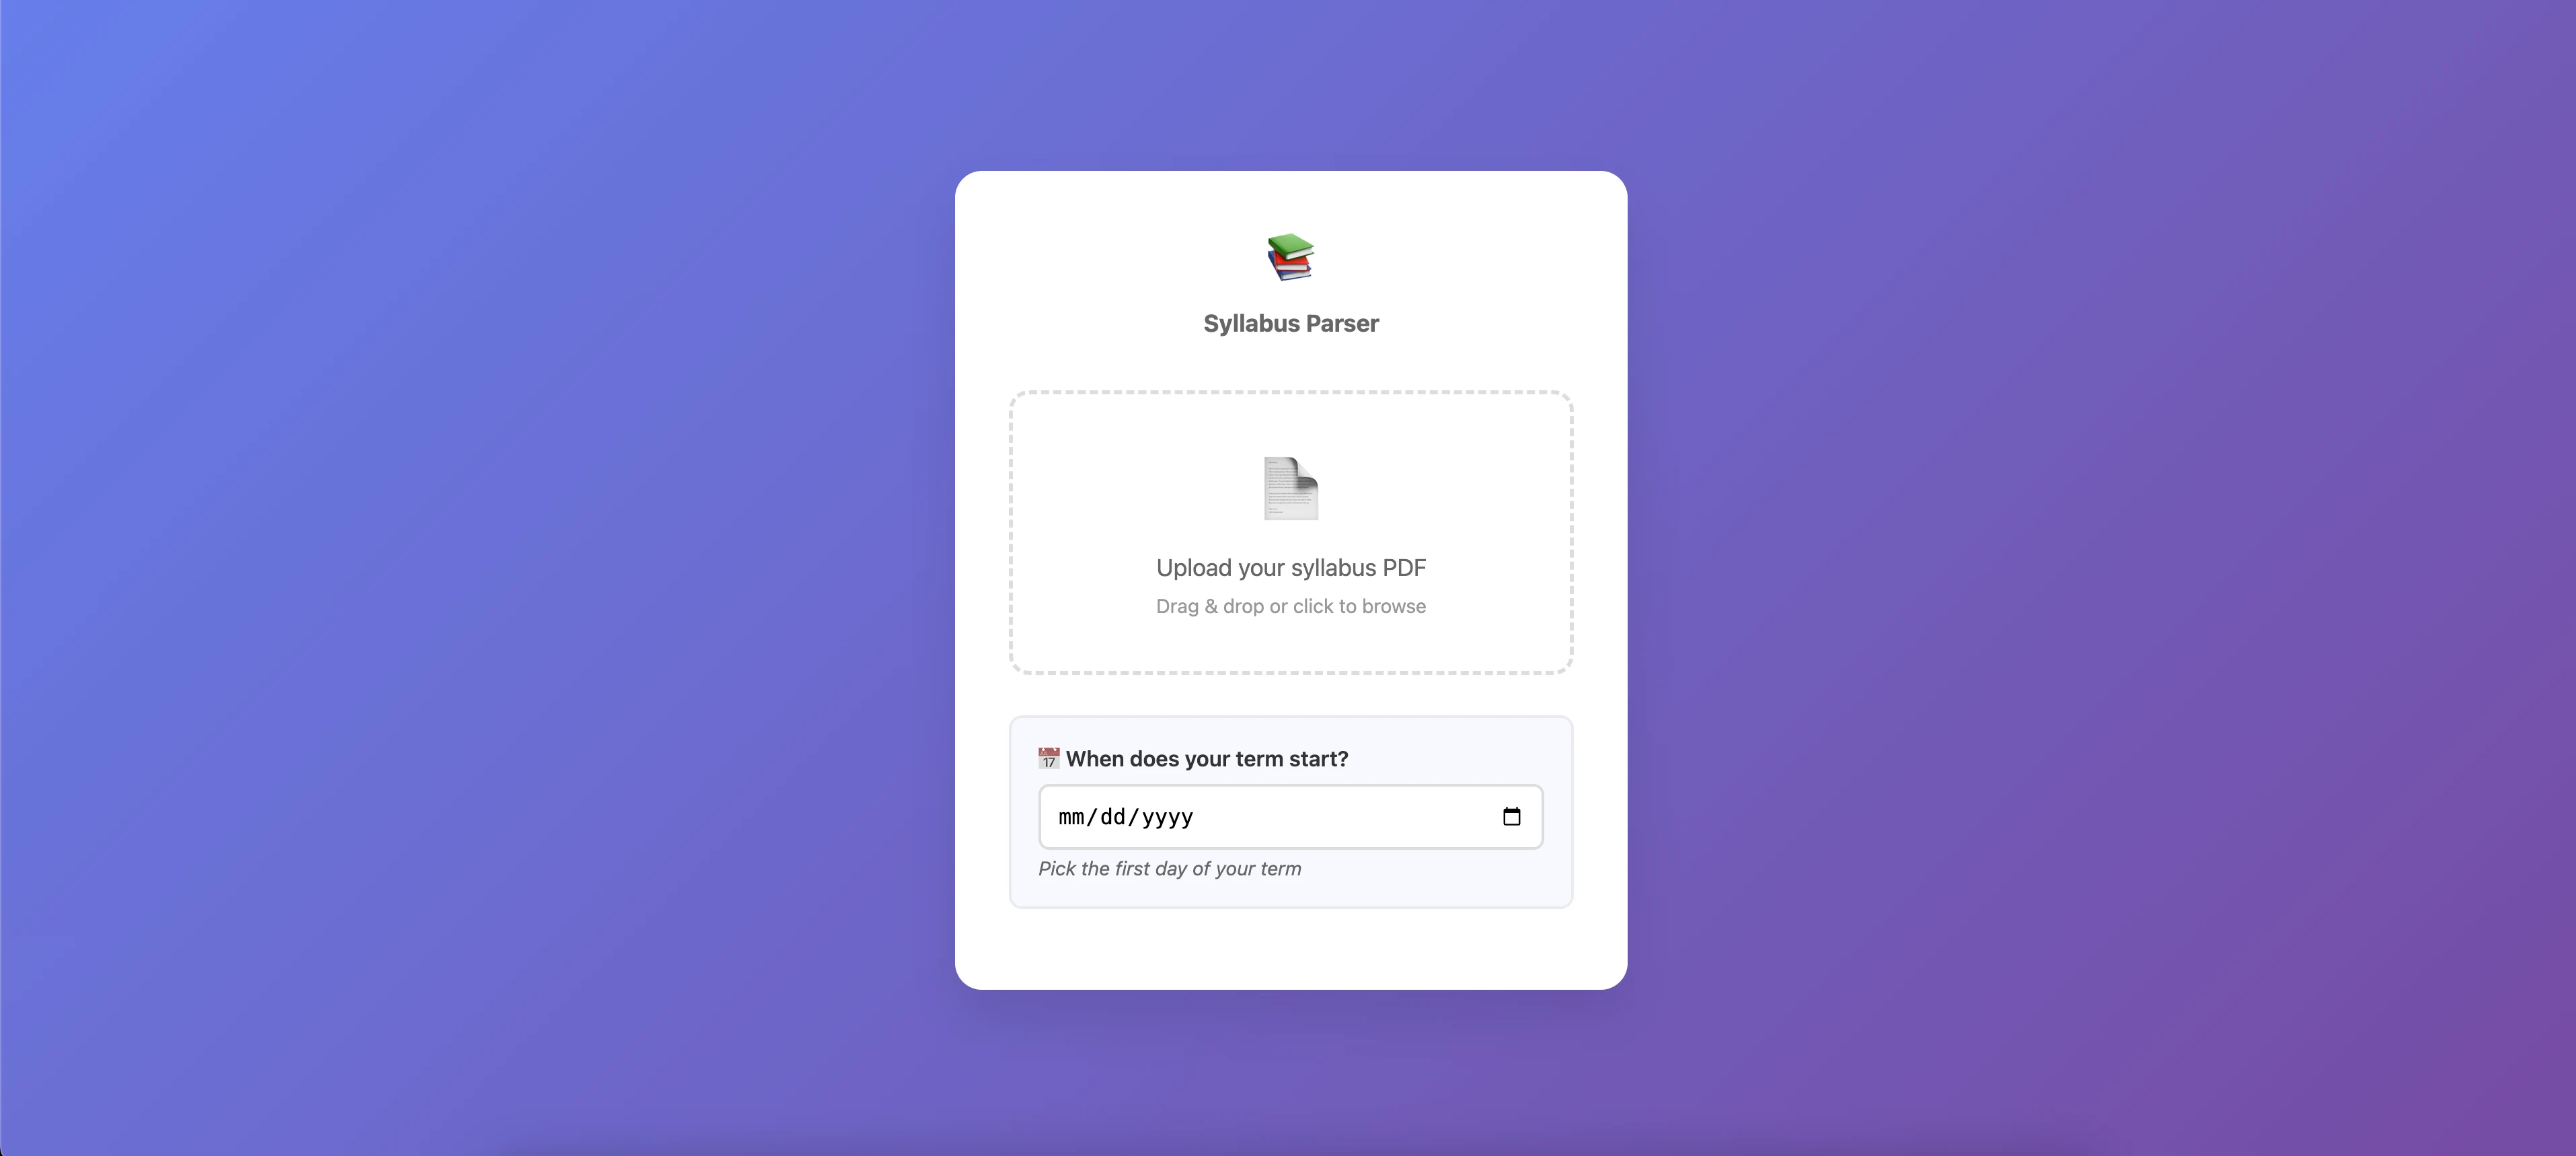 Syllabus Parser
Upload your syllabus PDF
Drag & drop or click to browse
17 When does your term start?
mm/dd/yyyy
Pick the first day of your term